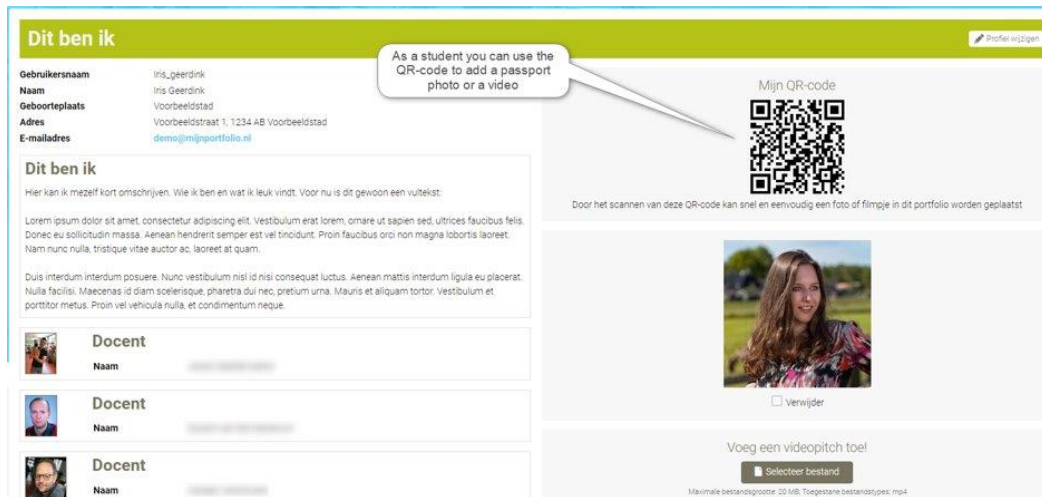 Dit ben ik
Profiel wijzigen
As a student you can use the
QR-code to add a passport
photo or a video
Gebruikersnaam Iris_geerdink
Naam Iris Geerdink
Geboorteplaats Voorbeeldstad
Adres Voorbeeldstraat 1, 1234 AB Voorbeeldstad
E-mailadres demo@mijnportfolio.nl
Dit ben ik
Hier kan ik mezelf kort omschrijven. Wie ik ben en wat ik leuk vindt. Voor nu is dit gewoon een vultekst:
Lorem ipsum dolor sit amet, consectetur adipiscing elit. Vestibulum erat lorem, ornare ut sapien sed, ultrices faucibus felis.
Donec eu sollicitudin massa. Aenean hendrerit semper est vel tincidunt. Proin faucibus orci non magna lobortis laoreet.
Nam nunc nulla, tristique vitae auctor ac, laoreet at quam.
Duis interdum interdum posuere. Nunc vestibulum nisl id nisi consequat luctus. Aenean mattis interdum ligula eu placerat.
Nulla facilisi. Maecenas id diam scelerisque, pharetra dui nec, pretium urna. Mauris et aliquam tortor. Vestibulum et
porttitor metus. Proin vel vehicula nulla, et condimentum neque.
Docent
Naam
Docent
Naam
Docent
Naam
Mijn QR-code
Door het scannen van deze QR-code kan snel en eenvoudig een foto of filmpje in dit portfolio worden geplaatst
Verwijder
Voeg een videopitch toe!
Selecteer bestand
Maximale bestandsgrootte: 20 MB; Toegestane bestandstypes: mp4